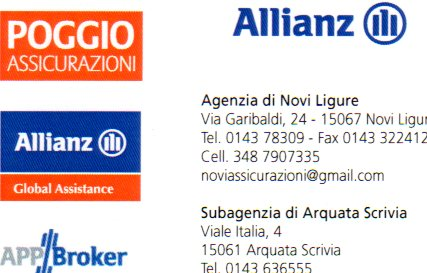 POGGIO
ASSICURAZIONI
Allianz
Global Assistance
APP Broker
Allianz
Agenzia di Novi Ligure
Via Garibaldi, 24 - 15067 Novi Ligur
Tel. 0143 78309 - Fax 0143 322412
Cell. 348 7907335
noviassicurazioni@gmail.com
Subagenzia di Arquata Scrivia
Viale Italia, 4
15061 Arquata Scrivia
Tel. 0143 636555